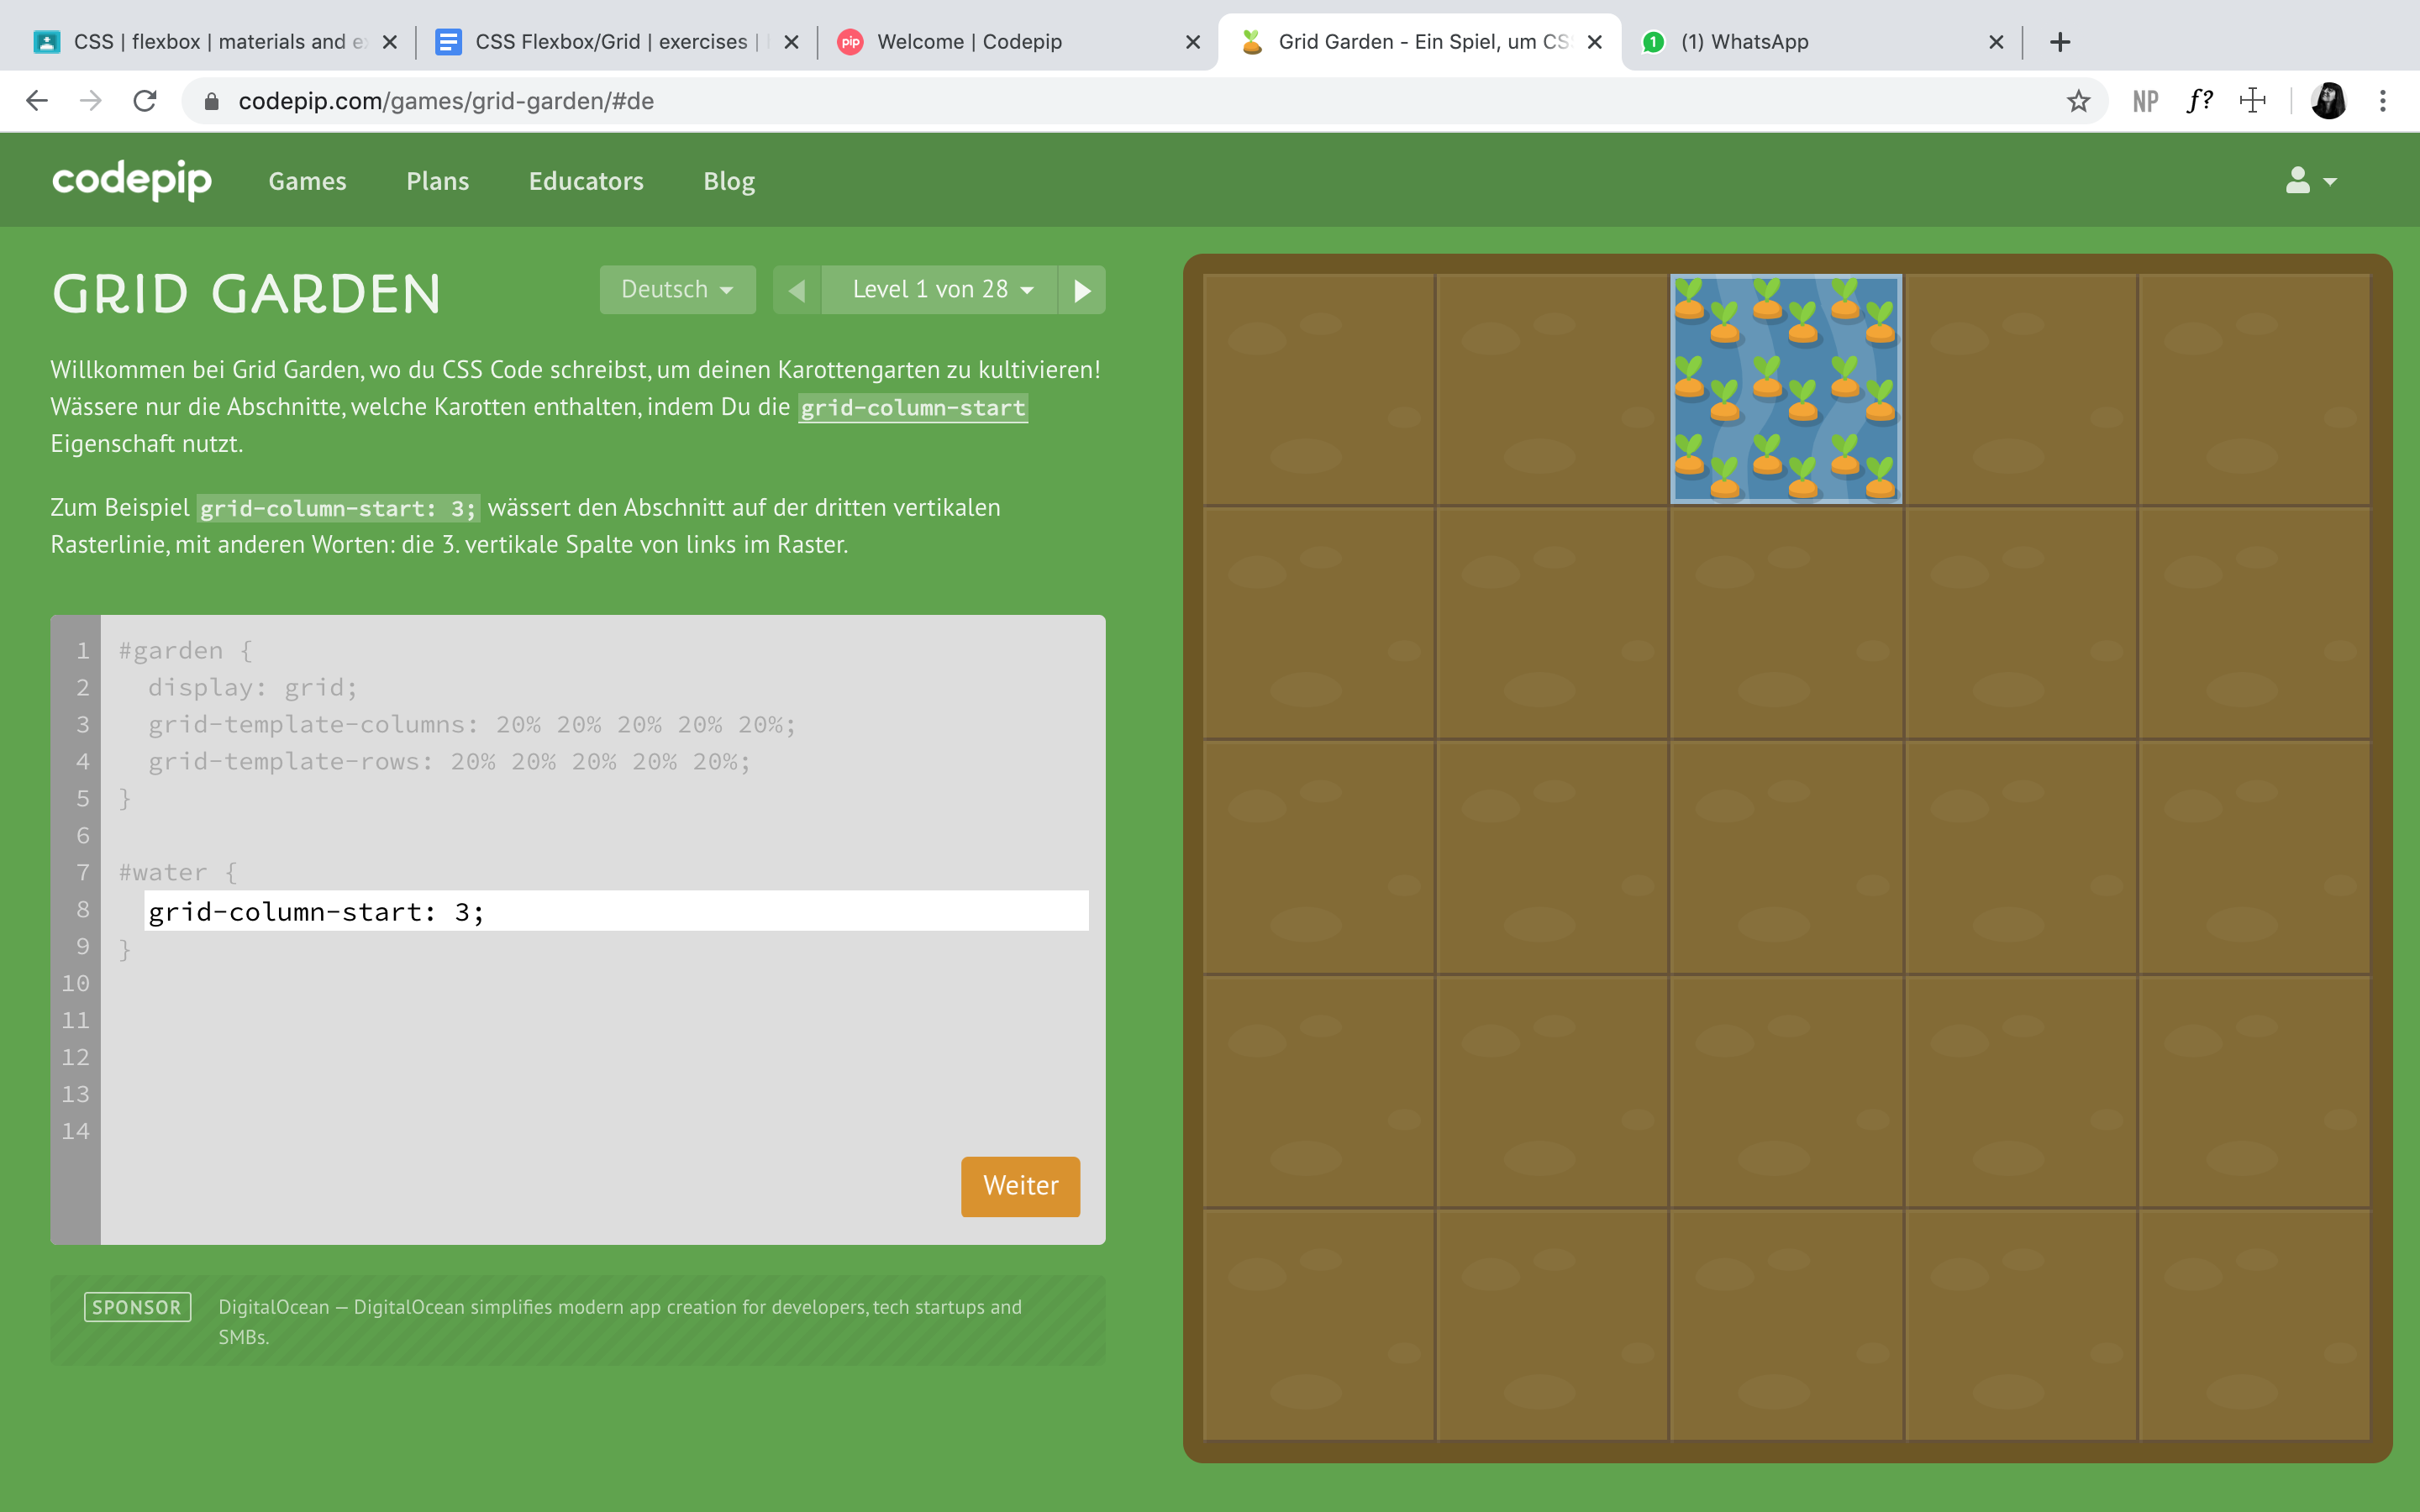 CSS | flexbox | materials and e
CSS Flexbox/Grid | exercises |
pip Welcome | Codepip
Grid Garden - Ein Spiel, um CS
1 (1) WhatsApp
codepip.com/games/grid-garden/#de
NP f?
codepip Games Plans Educators Blog
GRID GARDEN
Deutsch
Level 1 von 28
Willkommen bei Grid Garden, wo du CSS Code schreibst, um deinen Karottengarten zu kultivieren!
Wässere nur die Abschnitte, welche Karotten enthalten, indem Du die grid-column-start
Eigenschaft nutzt.
Zum Beispiel grid-column-start: 3; wässert den Abschnitt auf der dritten vertikalen
Rasterlinie, mit anderen Worten: die 3. vertikale Spalte von links im Raster.
1 #garden {
2 display: grid;
3 grid-template-columns: 20% 20% 20% 20% 20%;
4 grid-template-rows: 20% 20% 20% 20% 20%;
5 }
6
7 #water {
8 grid-column-start: 3;
9 }
10
11
12
13
14
Weiter
SPONSOR DigitalOcean — DigitalOcean simplifies modern app creation for developers, tech startups and
SMBs.